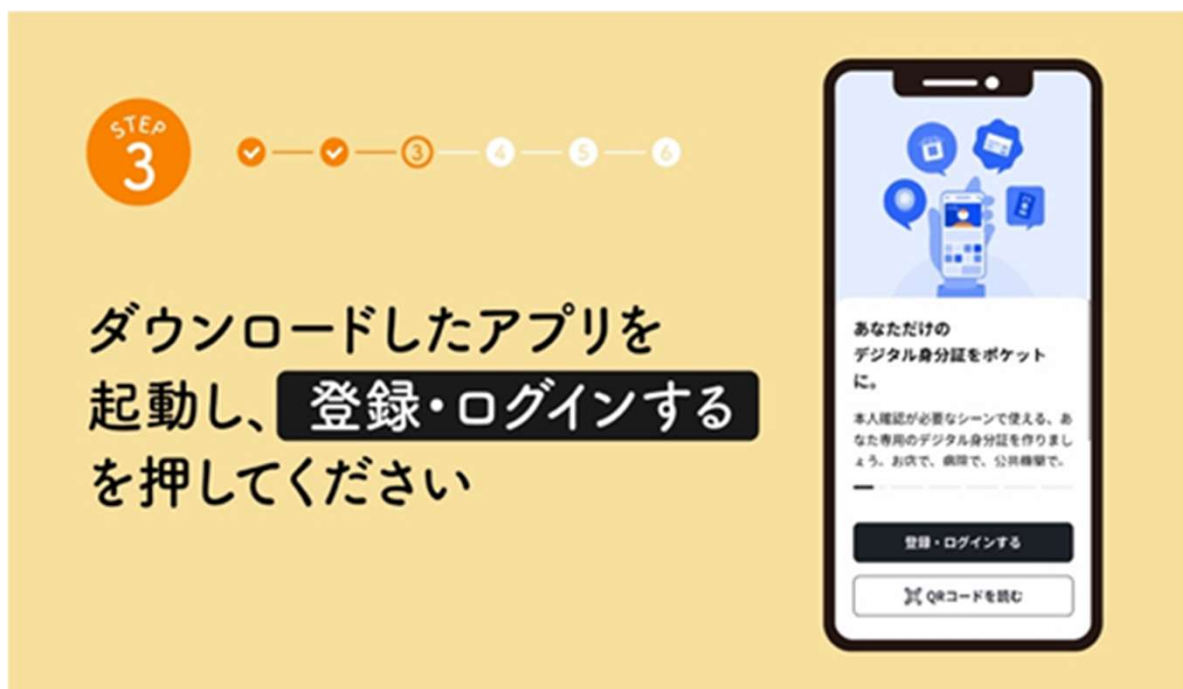 STEP
3
3 4 5 6
ダウンロードしたアプリを
起動し、登録・ログインする
を押してください
あなただけの
デジタル身分証をポケット
に。
本人確認が必要なシーンで使える、あ
なた専用のデジタル身分証を作りまし
ょう。お店で、病院で、公共機関で。
登録・ログインする
QRコードを読む